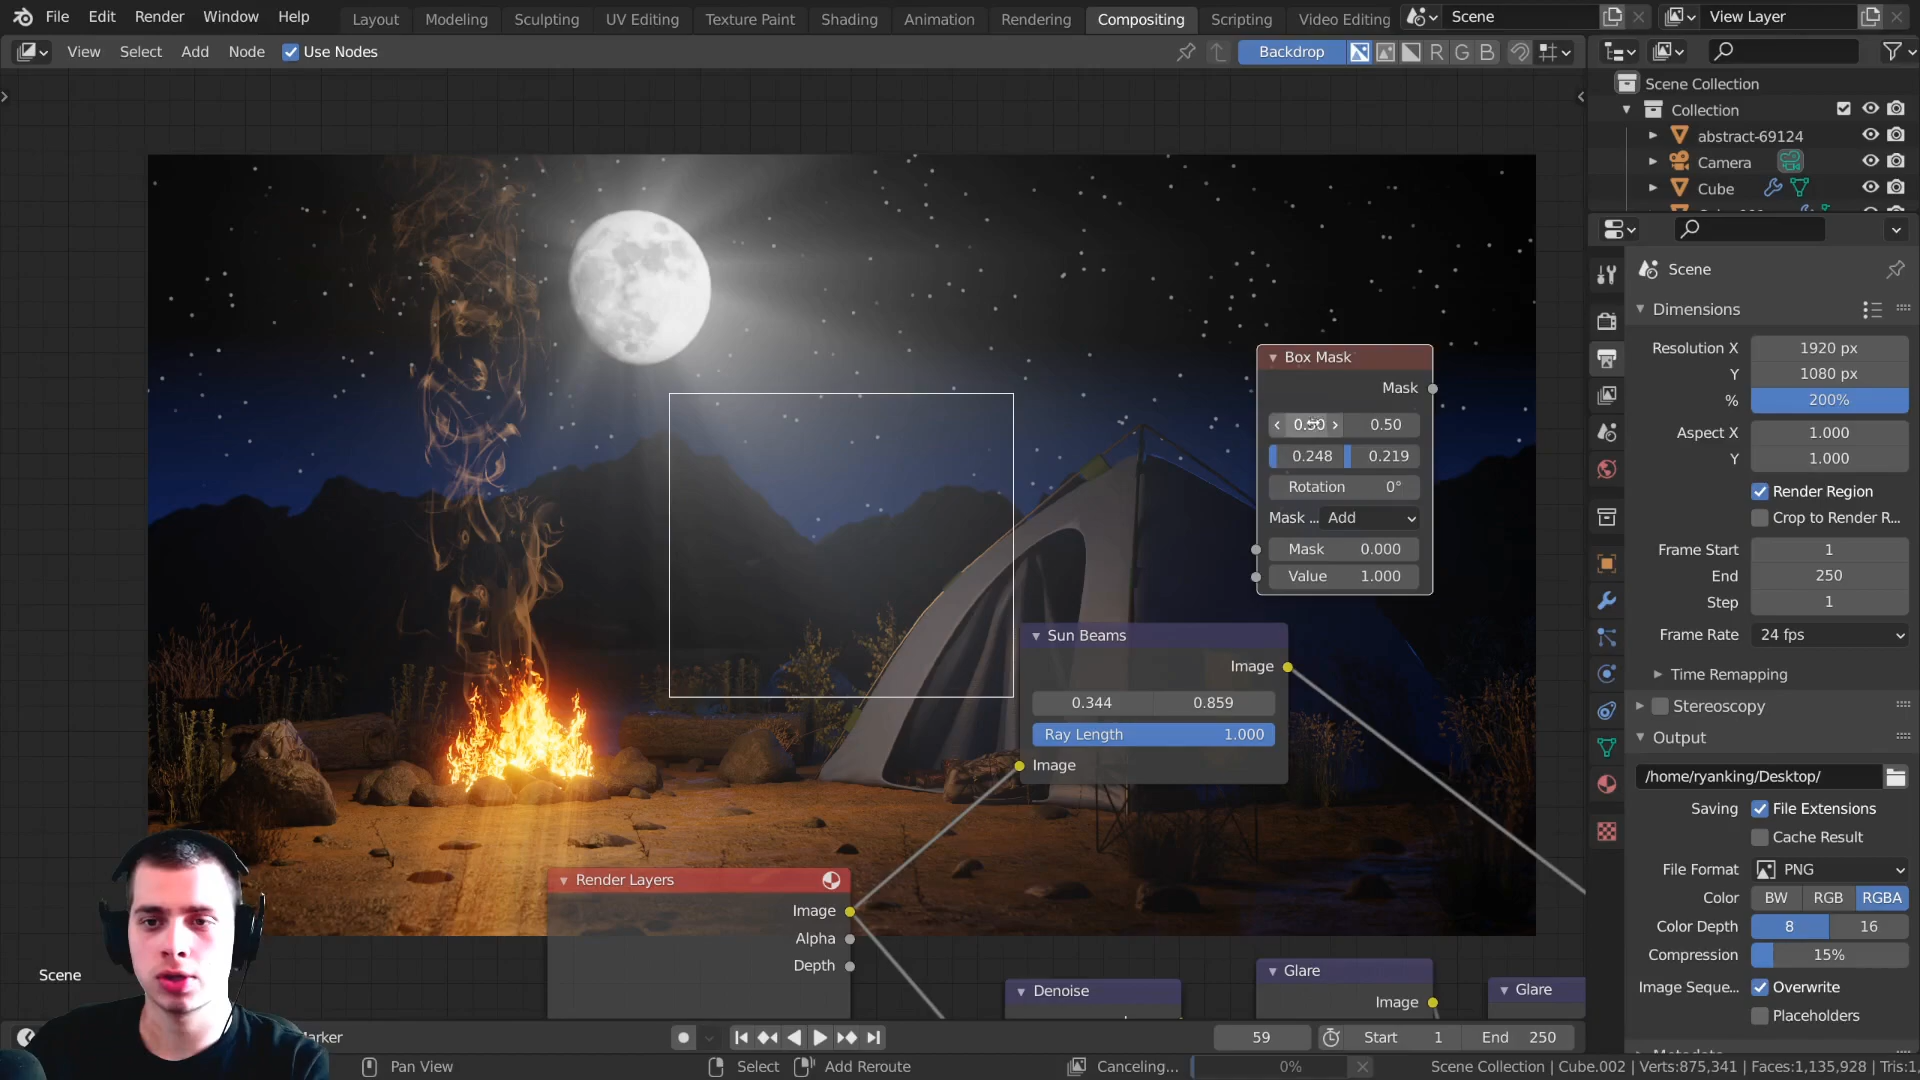 File Edit Render Window Help Layout Modeling Sculpting UV Editing Texture Paint Shading Animation Rendering Compositing Scripting Video Editing Scene View Layer
View Select Add Node Use Nodes Backdrop R G B
Scene Collection
Collection
abstract-69124
Camera
Cube
Scene
Dimensions
Resolution X 1920 px
Y 1080 px
% 200%
Aspect X 1.000
Y 1.000
Render Region
Crop to Render R...
Frame Start 1
End 250
Step 1
Frame Rate 24 fps
Time Remapping
Stereoscopy
Output
/home/ryanking/Desktop/
Saving File Extensions
Cache Result
File Format PNG
Color BW RGB RGBA
Color Depth 8 16
Compression 15%
Image Seque... Overwrite
Placeholders
Box Mask
Mask
0.50 0.50
0.248 0.219
Rotation 0°
Mask ... Add
Mask 0.000
Value 1.000
Sun Beams
Image
0.344 0.859
Ray Length 1.000
Image
Render Layers
Image
Alpha
Depth
Denoise
Glare
Image
Glare
Scene
arker
59 Start 1 End 250
Pan View Select Add Reroute Canceling... 0% Scene Collection | Cube.002 | Verts:875,341 | Faces:1,135,928 | Tris:1,